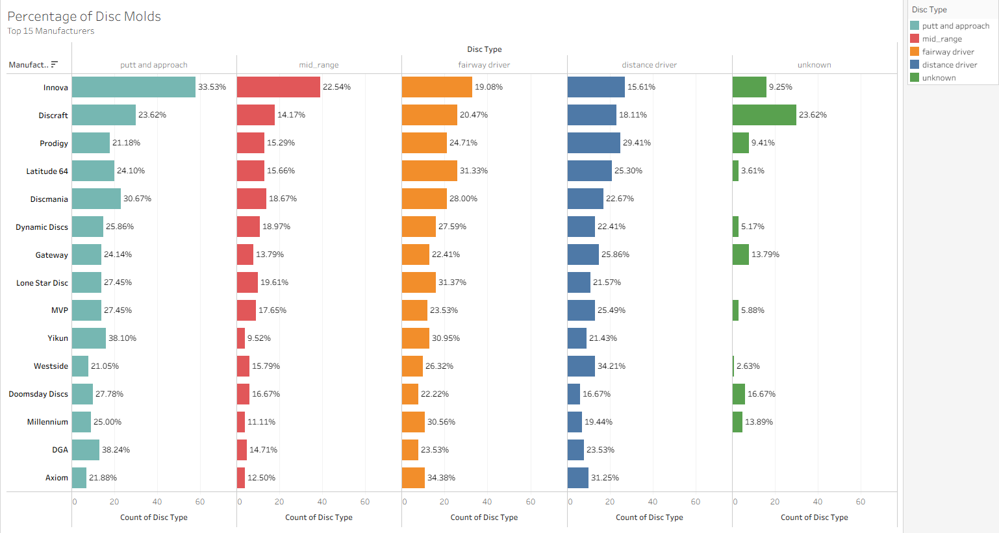 Percentage of Disc Molds
Top 15 Manufacturers
Disc Type
Manufact.. putt and approach mid_range fairway driver distance driver unknown
Innova 33.53% 22.54% 19.08% 15.61% 9.25%
Discraft 23.62% 14.17% 20.47% 18.11% 23.62%
Prodigy 21.18% 15.29% 24.71% 29.41% 9.41%
Latitude 64 24.10% 15.66% 31.33% 25.30% 3.61%
Discmania 30.67% 18.67% 28.00% 22.67%
Dynamic Discs 25.86% 18.97% 27.59% 22.41% 5.17%
Gateway 24.14% 13.79% 22.41% 25.86% 13.79%
Lone Star Disc 27.45% 19.61% 31.37% 21.57%
MVP 27.45% 17.65% 23.53% 25.49% 5.88%
Yikun 38.10% 9.52% 30.95% 21.43%
Westside 21.05% 15.79% 26.32% 34.21% 2.63%
Doomsday Discs 27.78% 16.67% 22.22% 16.67% 16.67%
Millennium 25.00% 11.11% 30.56% 19.44% 13.89%
DGA 38.24% 14.71% 23.53% 23.53%
Axiom 21.88% 12.50% 34.38% 31.25%
0 20 40 60 0 20 40 60 0 20 40 60 0 20 40 60 0 20 40 60
Count of Disc Type Count of Disc Type Count of Disc Type Count of Disc Type Count of Disc Type
Disc Type
putt and approach
mid_range
fairway driver
distance driver
unknown